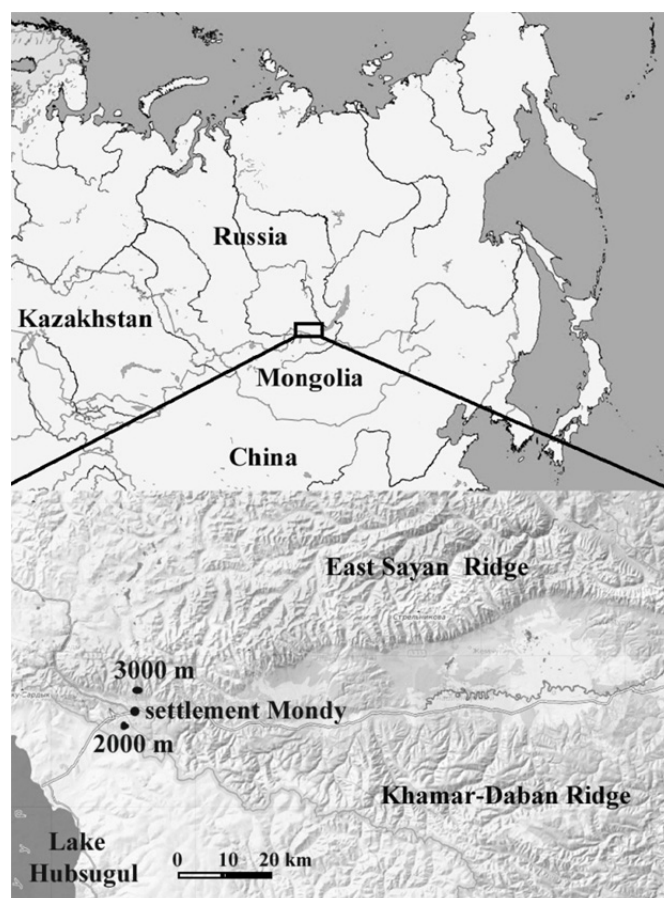 Russia
Kazakhstan
Mongolia
China
East Sayan Ridge
Стрельникова
3000 m
settlement Mondy
2000 m
Khamar-Daban Ridge
Lake
Hubsugul
0 10 20 km